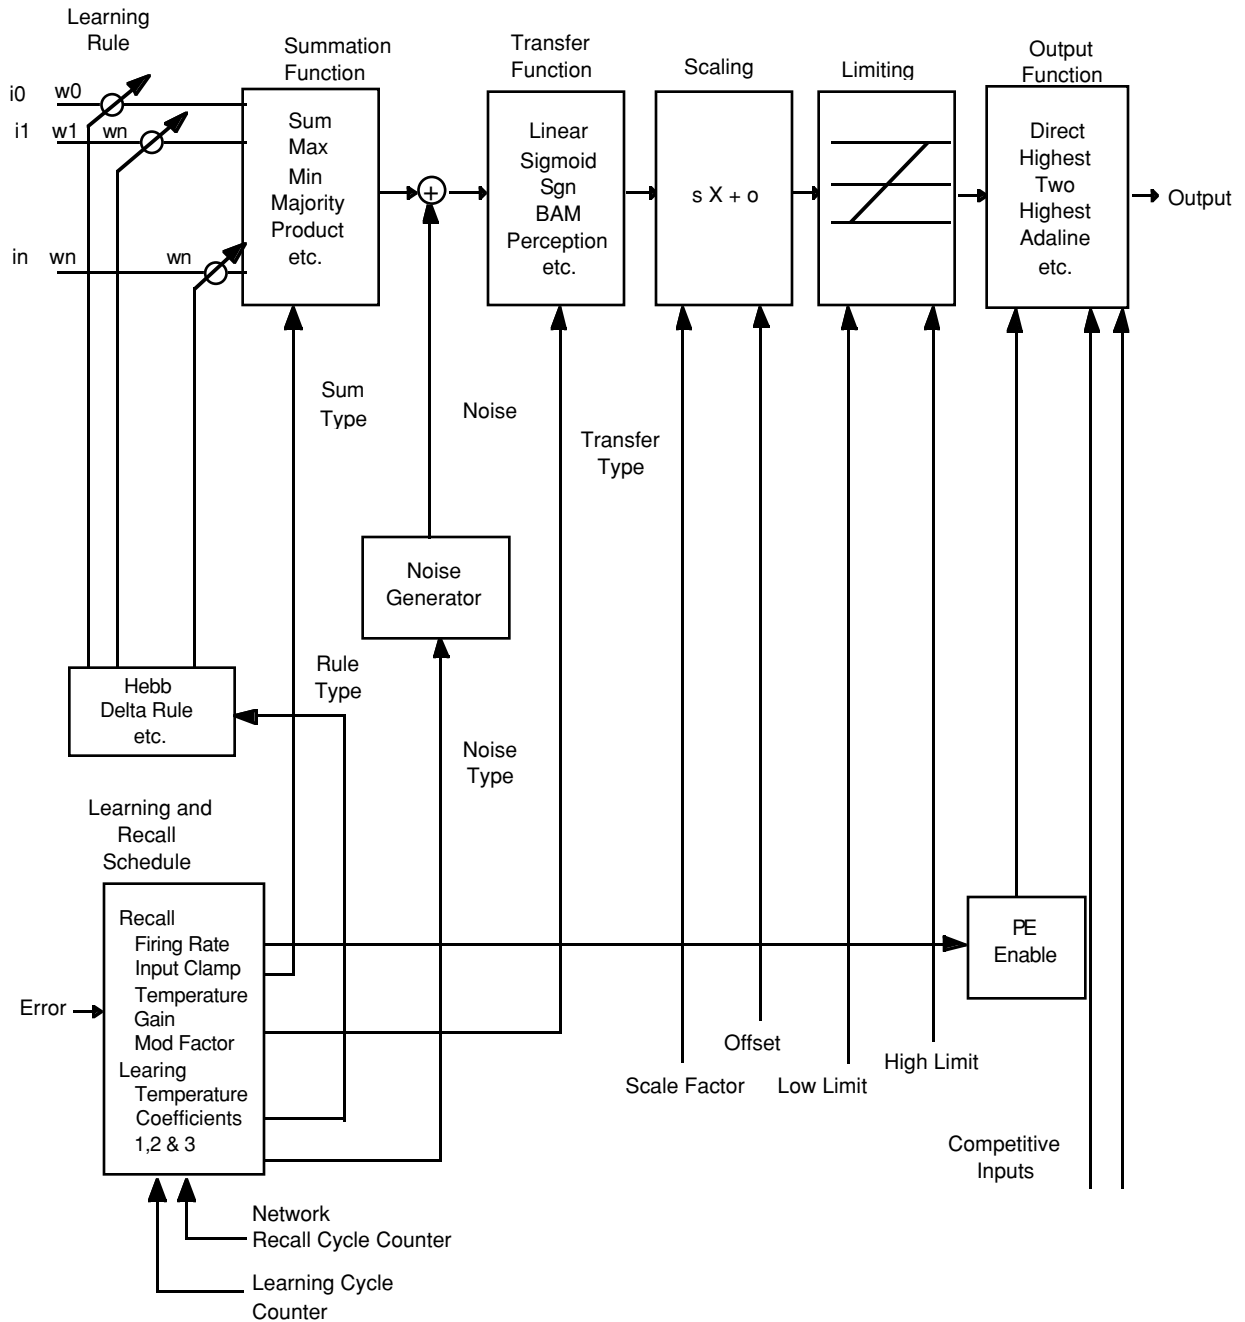 Learning
Rule
Summation
Function
Transfer
Function
Scaling
Limiting
Output
Function
i0 w0
i1 w1 wn
in wn wn
Sum
Max
Min
Majority
Product
etc.
+
Linear
Sigmoid
Sgn
BAM
Perception
etc.
s X + o
Direct
Highest
Two
Highest
Adaline
etc.
Output
Sum
Type
Noise
Transfer
Type
Noise
Generator
Rule
Type
Hebb
Delta Rule
etc.
Noise
Type
Learning and
Recall
Schedule
Recall
Firing Rate
Input Clamp
Temperature
Gain
Mod Factor
Learing
Temperature
Coefficients
1,2 & 3
Error
PE
Enable
Offset
Scale Factor
Low Limit
High Limit
Competitive
Inputs
Network
Recall Cycle Counter
Learning Cycle
Counter